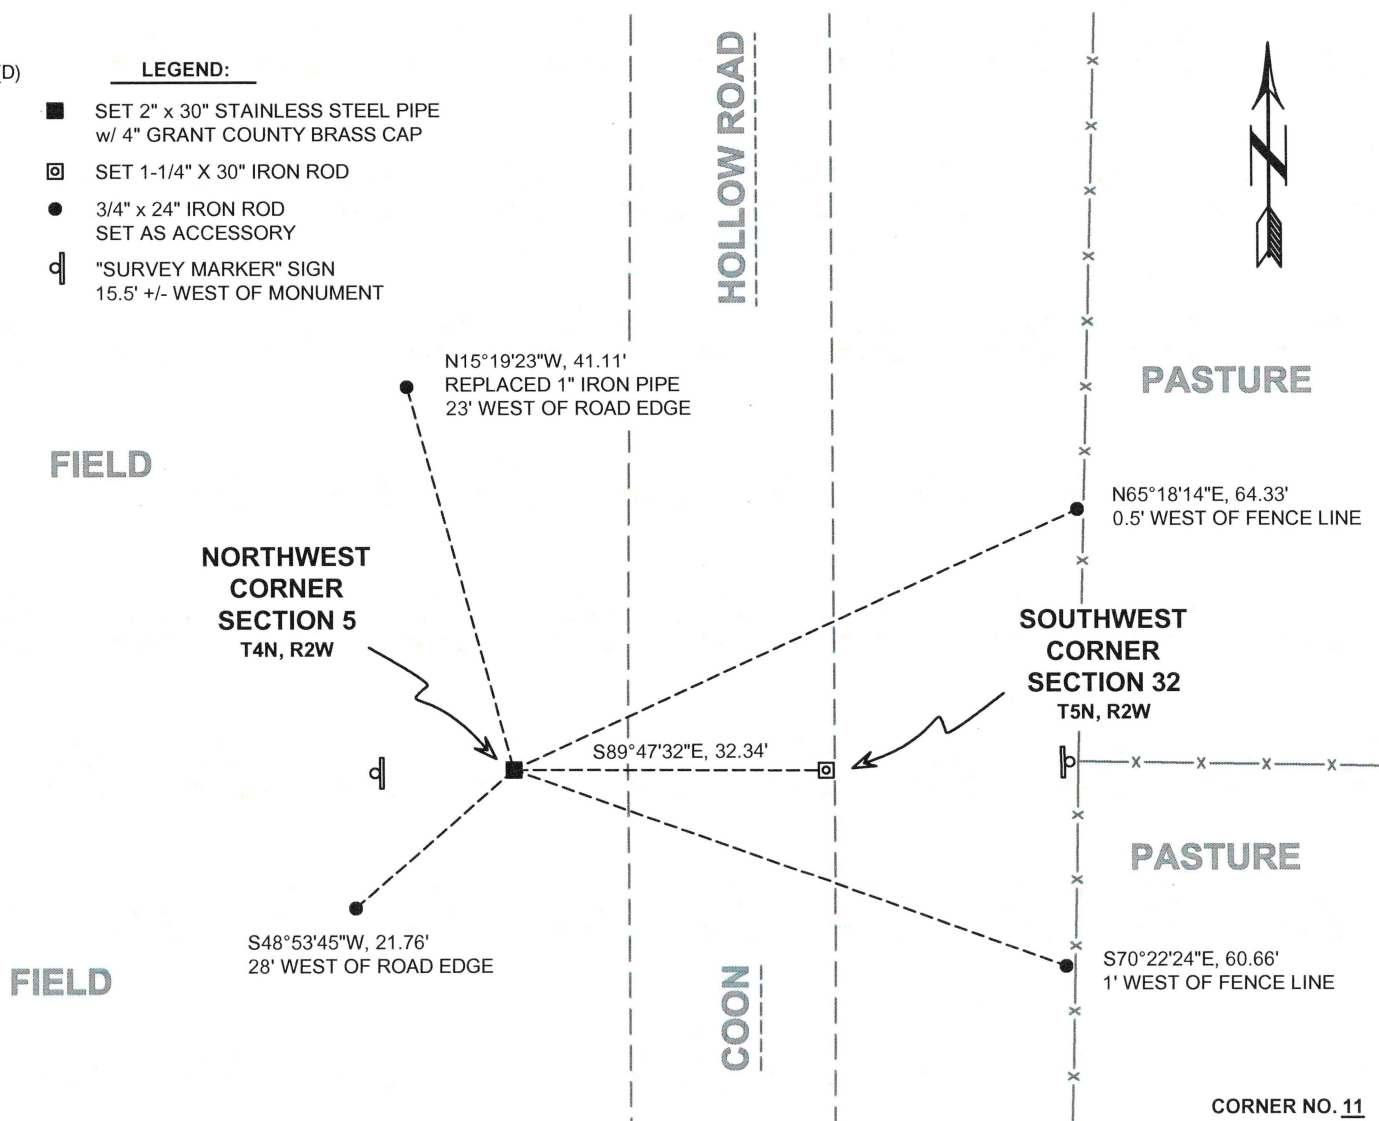 D)
LEGEND:
SET 2" x 30" STAINLESS STEEL PIPE
w/ 4" GRANT COUNTY BRASS CAP
SET 1-1/4" X 30" IRON ROD
3/4" x 24" IRON ROD
SET AS ACCESSORY
"SURVEY MARKER" SIGN
15.5' +/- WEST OF MONUMENT
HOLLOW ROAD
N
N15°19'23"W, 41.11'
REPLACED 1" IRON PIPE
23' WEST OF ROAD EDGE
PASTURE
FIELD
N65°18'14"E, 64.33'
0.5' WEST OF FENCE LINE
NORTHWEST
CORNER
SECTION 5
T4N, R2W
SOUTHWEST
CORNER
SECTION 32
T5N, R2W
S89°47'32"E, 32.34'
PASTURE
S48°53'45"W, 21.76'
28' WEST OF ROAD EDGE
FIELD
COON
S70°22'24"E, 60.66'
1' WEST OF FENCE LINE
CORNER NO. 11